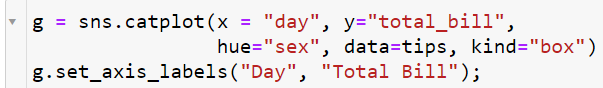 g = sns.catplot(x = "day", y="total_bill",
                hue="sex", data=tips, kind="box")
g.set_axis_labels("Day", "Total Bill");